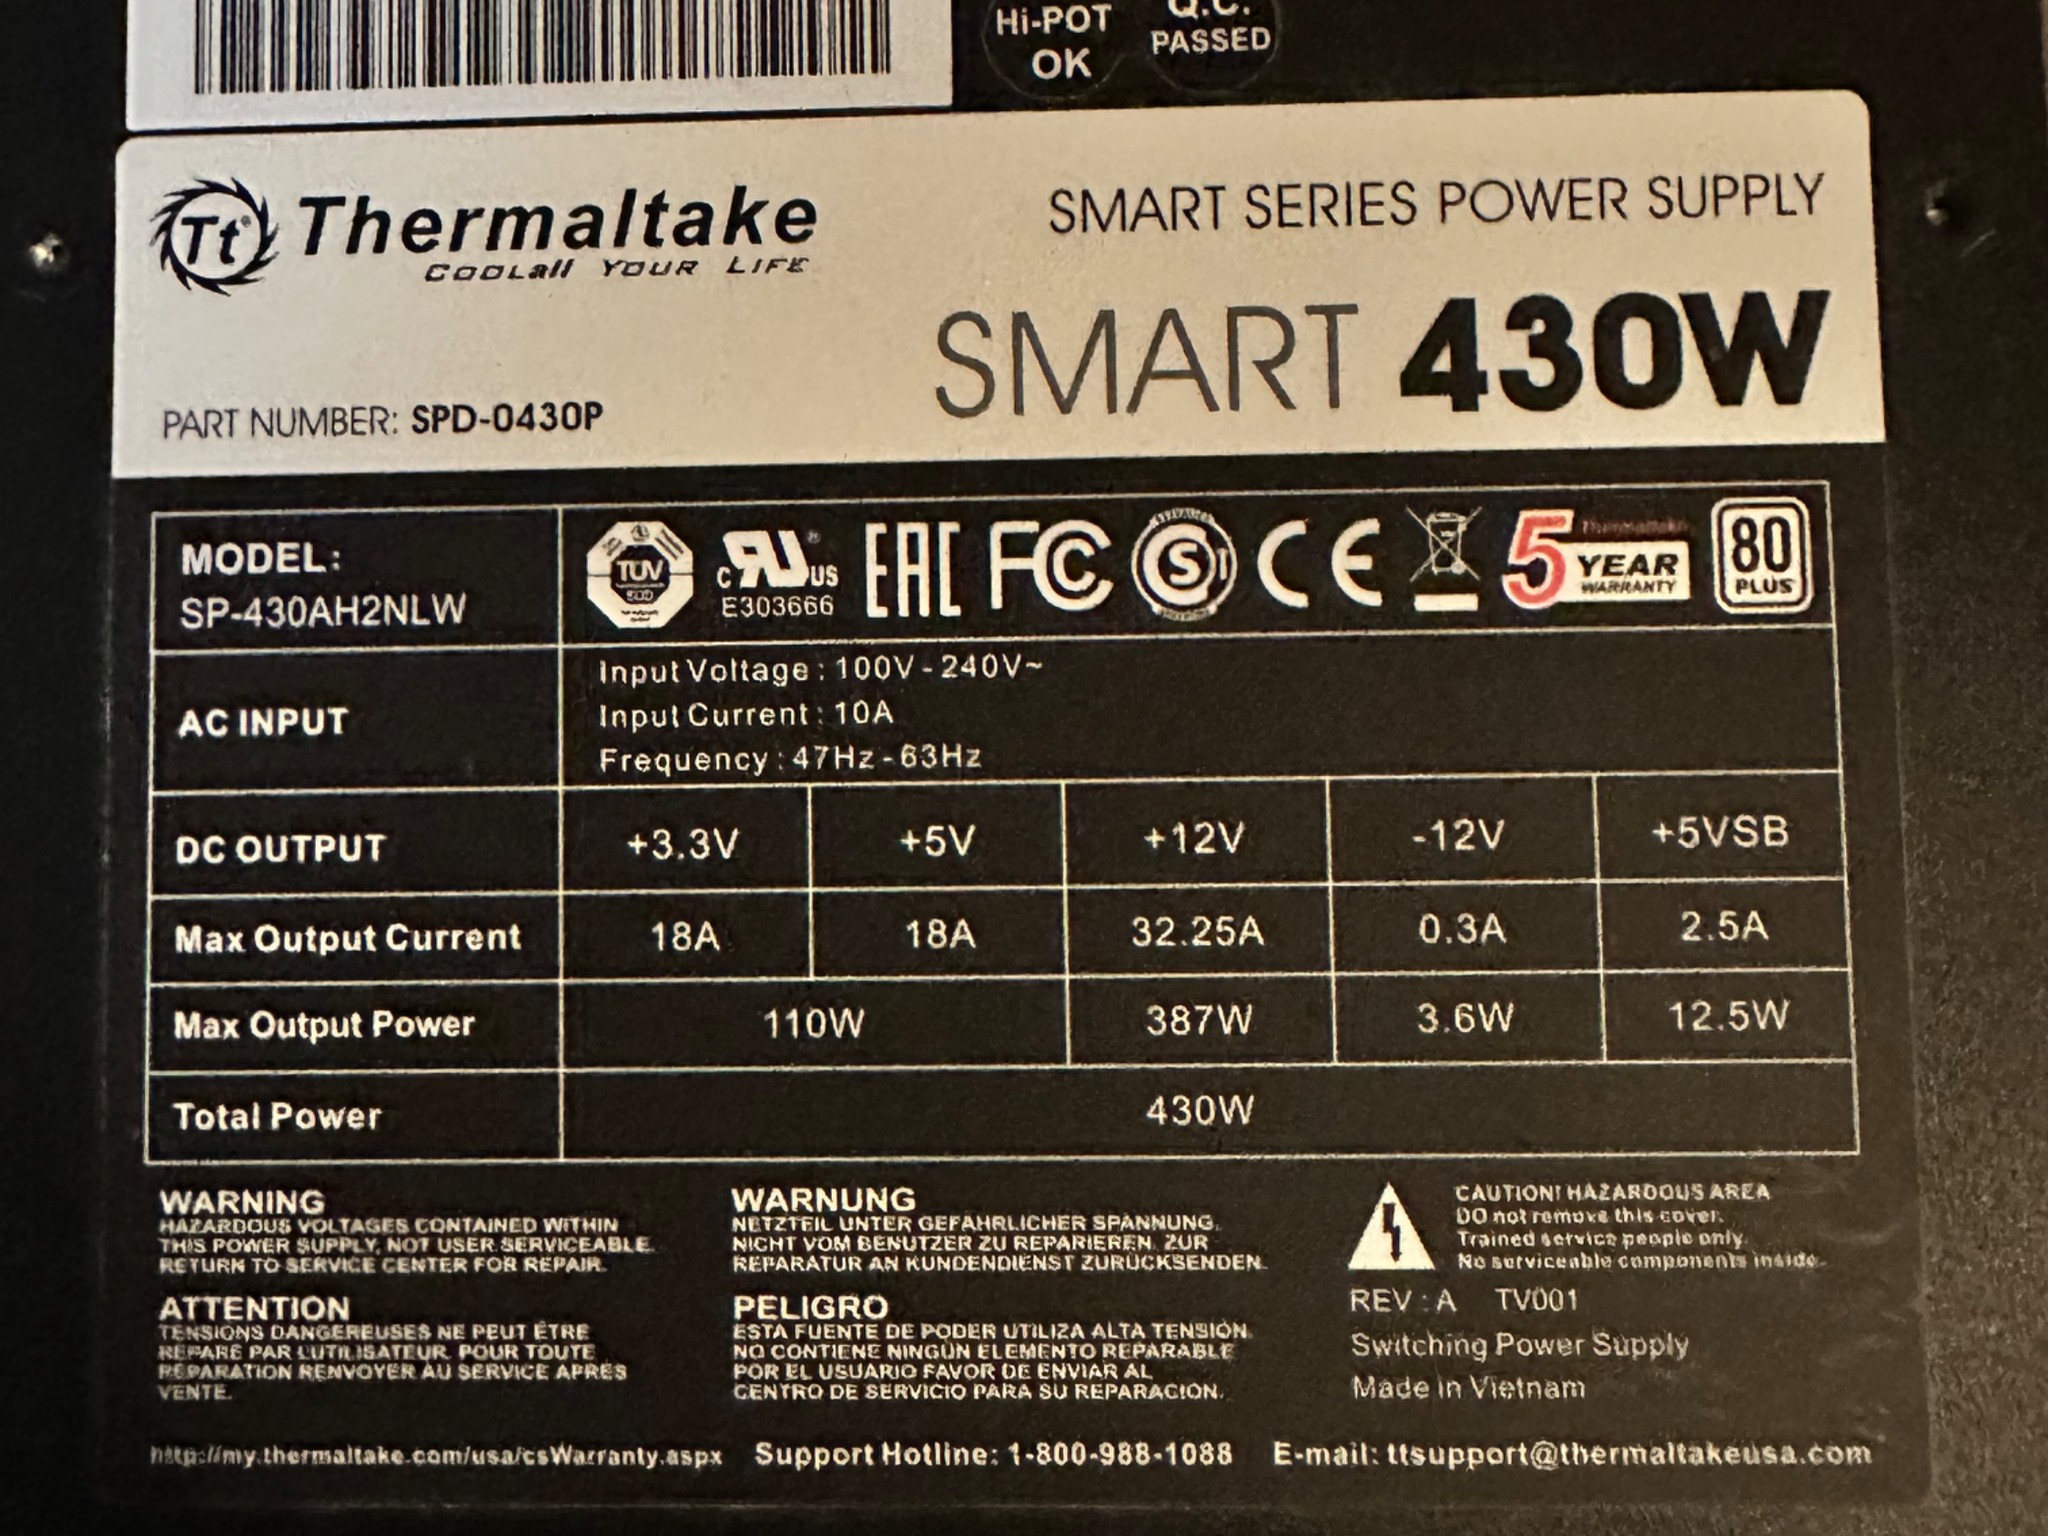 Hi-POT
OK
Q.C.
PASSED
Tt
Thermaltake
COOLall YOUR LIFE
SMART SERIES POWER SUPPLY
SMART 430W
PART NUMBER: SPD-0430P
MODEL:
SP-430AH2NLW
TÜV
SÜD
C RU US
E303666
EAC
FC
S
CE
Thermaltake
5 YEAR
WARRANTY
80
PLUS
AC INPUT
Input Voltage : 100V - 240V~
Input Current : 10A
Frequency : 47Hz - 63Hz
DC OUTPUT +3.3V +5V +12V -12V +5VSB
Max Output Current 18A 18A 32.25A 0.3A 2.5A
Max Output Power 110W 387W 3.6W 12.5W
Total Power 430W
WARNING
HAZARDOUS VOLTAGES CONTAINED WITHIN
THIS POWER SUPPLY, NOT USER SERVICEABLE.
RETURN TO SERVICE CENTER FOR REPAIR.
ATTENTION
TENSIONS DANGEREUSES NE PEUT ÊTRE
REPARÉ PAR L'UTILISATEUR. POUR TOUTE
RÉPARATION RENVOYER AU SERVICE APRÈS
VENTE.
WARNUNG
NETZTEIL UNTER GEFÄHRLICHER SPANNUNG.
NICHT VOM BENUTZER ZU REPARIEREN. ZUR
REPARATUR AN KUNDENDIENST ZURÜCKSENDEN.
PELIGRO
ESTA FUENTE DE PODER UTILIZA ALTA TENSIÓN.
NO CONTIENE NINGÚN ELEMENTO REPARABLE
POR EL USUARIO FAVOR DE ENVIAR AL
CENTRO DE SERVICIO PARA SU REPARACION.
CAUTION! HAZARDOUS AREA
DO not remove this cover.
Trained service people only.
No serviceable components inside.
REV : A TV001
Switching Power Supply
Made in Vietnam
http://my.thermaltake.com/usa/csWarranty.aspx Support Hotline: 1-800-988-1088 E-mail: ttsupport@thermaltakeusa.com